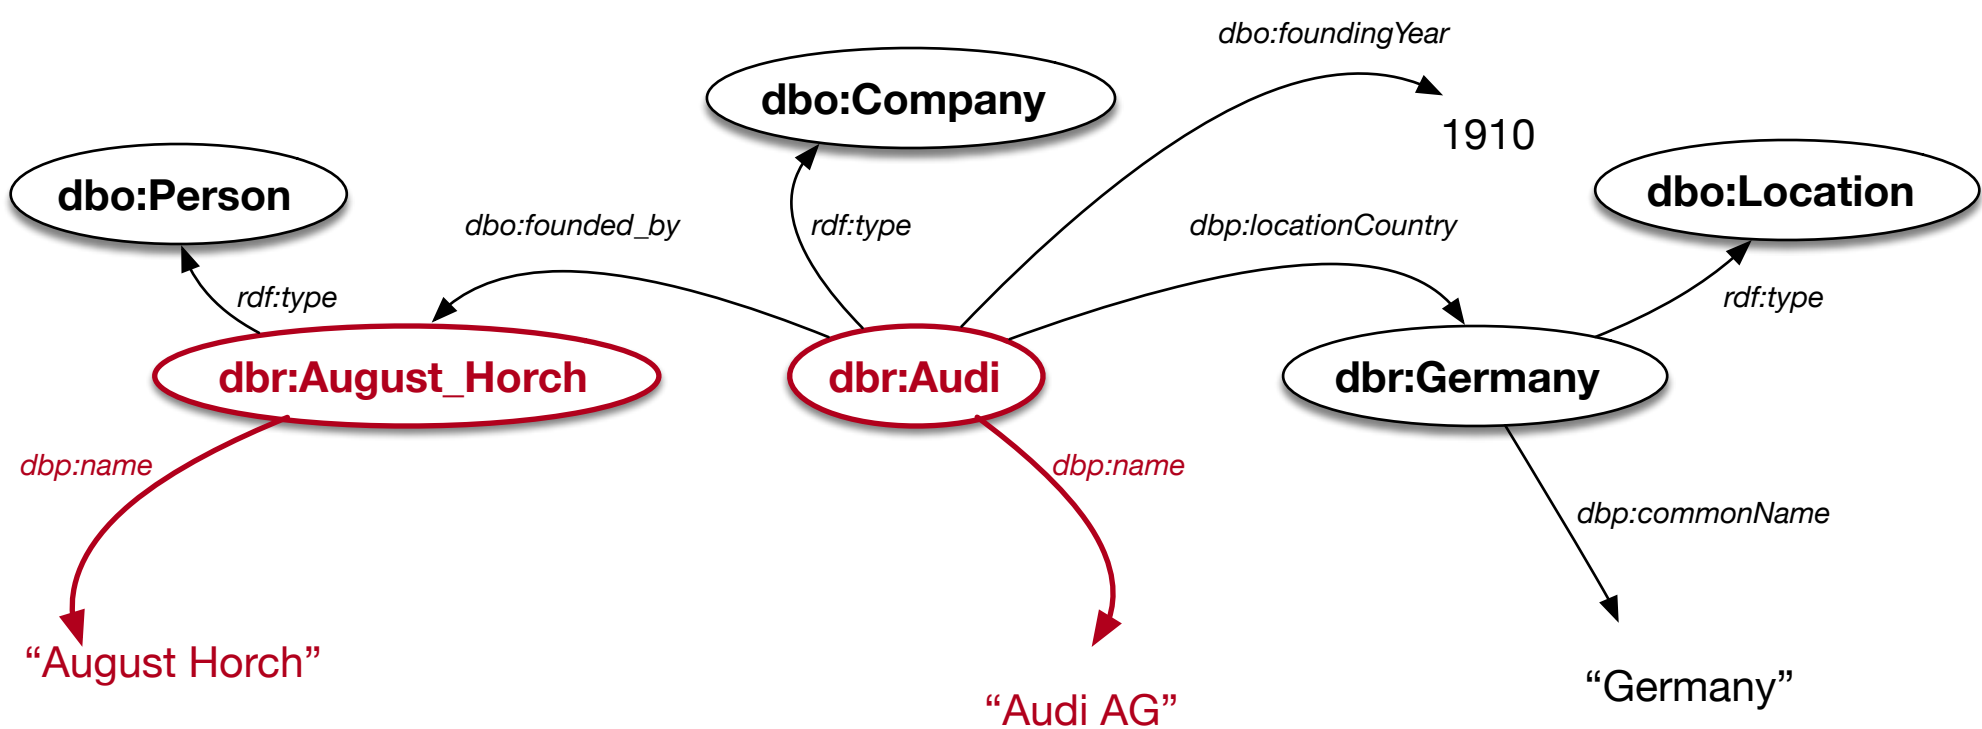 dbo:foundingYear
dbo:Company
1910
dbo:Person
dbo:Location
dbo:founded_by
rdf:type
dbp:locationCountry
rdf:type
rdf:type
dbr:August_Horch
dbr:Audi
dbr:Germany
dbp:name
dbp:name
dbp:commonName
“August Horch”
“Audi AG”
“Germany”